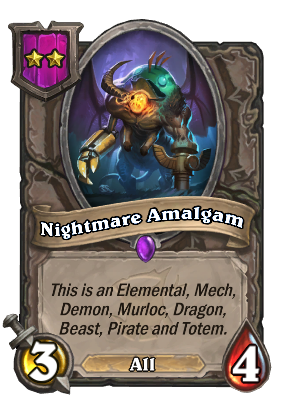 Nightmare Amalgam
This is an Elemental, Mech,
Demon, Murloc, Dragon,
Beast, Pirate and Totem.
3
All
4